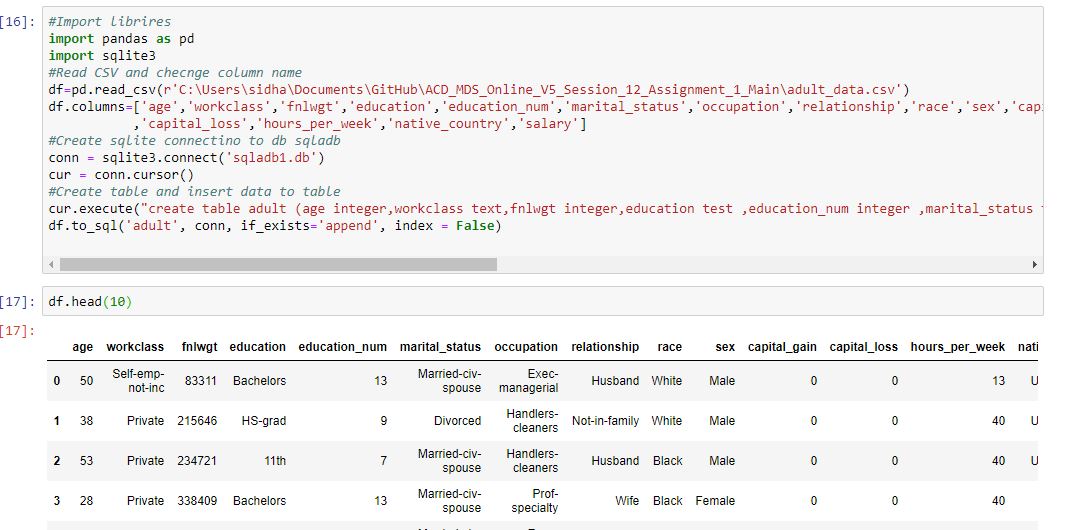 [16]: #Import librires
import pandas as pd
import sqlite3
#Read CSV and checnge column name
df=pd.read_csv(r'C:\Users\sidha\Documents\GitHub\ACD_MDS_Online_V5_Session_12_Assignment_1_Main\adult_data.csv')
df.columns=['age','workclass','fnlwgt','education','education_num','marital_status','occupation','relationship','race','sex','cap
,'capital_loss','hours_per_week','native_country','salary']
#Create sqlite connectino to db sqladb
conn = sqlite3.connect('sqladb1.db')
cur = conn.cursor()
#Create table and insert data to table
cur.execute("create table adult (age integer,workclass text,fnlwgt integer,education test ,education_num integer ,marital_status
df.to_sql('adult', conn, if_exists='append', index = False)
[17]: df.head(10)
[17]:
age workclass fnlwgt education education_num marital_status occupation relationship race sex capital_gain capital_loss hours_per_week nati
0 50 Self-emp-not-inc 83311 Bachelors 13 Married-civ-spouse Exec-managerial Husband White Male 0 0 13 U
1 38 Private 215646 HS-grad 9 Divorced Handlers-cleaners Not-in-family White Male 0 0 40 U
2 53 Private 234721 11th 7 Married-civ-spouse Handlers-cleaners Husband Black Male 0 0 40 U
3 28 Private 338409 Bachelors 13 Married-civ-spouse Prof-specialty Wife Black Female 0 0 40